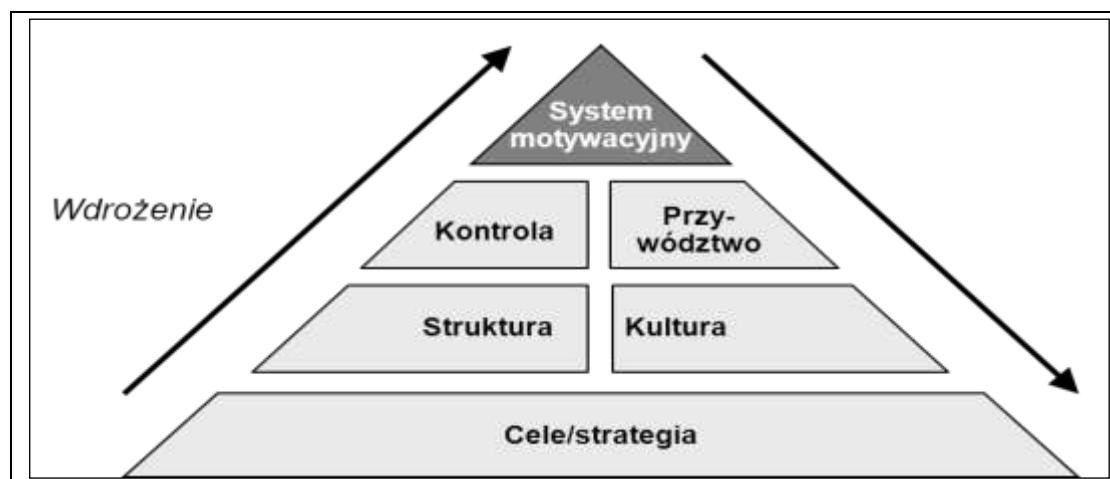 System
motywacyjny
Wdrożenie
Kontrola
Przy-
wództwo
Struktura
Kultura
Cele/strategia